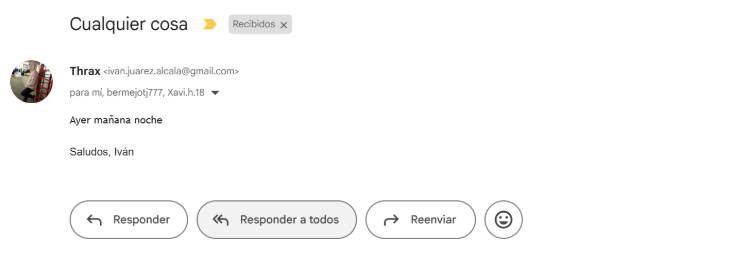 Cualquier cosa Recibidos x
Thrax <ivan.juarez.alcala@gmail.com>
para mí, bermejotj777, Xavi.h.18
Ayer mañana noche
Saludos, Iván
Responder Responder a todos Reenviar